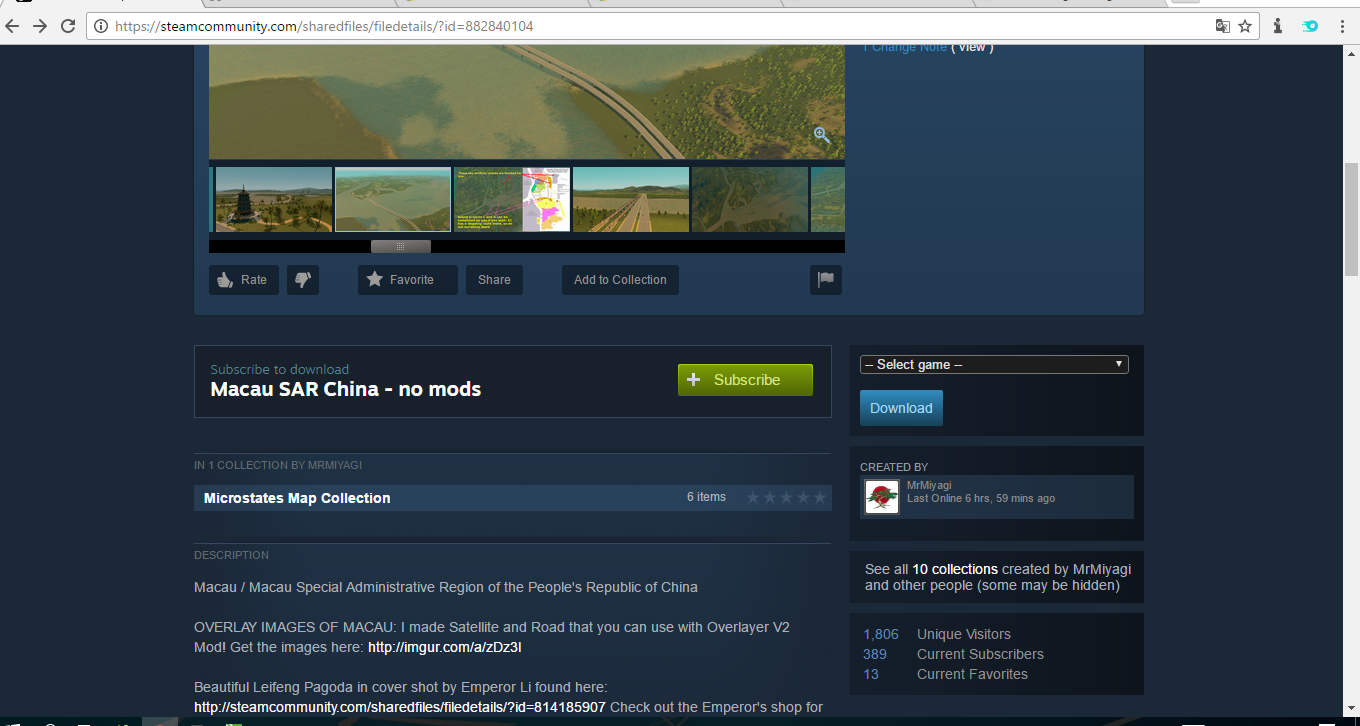 https://steamcommunity.com/sharedfiles/filedetails/?id=882840104
1 Change Note ( view )
Rate
Favorite
Share
Add to Collection
Subscribe to download
Macau SAR China - no mods
Subscribe
-- Select game --
Download
IN 1 COLLECTION BY MRMIYAGI
Microstates Map Collection
6 items
CREATED BY
MrMiyagi
Last Online 6 hrs, 59 mins ago
DESCRIPTION
See all 10 collections created by MrMiyagi
and other people (some may be hidden)
Macau / Macau Special Administrative Region of the People's Republic of China
OVERLAY IMAGES OF MACAU: I made Satellite and Road that you can use with Overlayer V2
Mod! Get the images here: http://imgur.com/a/zDz3I
1,806 Unique Visitors
389 Current Subscribers
13 Current Favorites
Beautiful Leifeng Pagoda in cover shot by Emperor Li found here:
http://steamcommunity.com/sharedfiles/filedetails/?id=814185907 Check out the Emperor's shop for